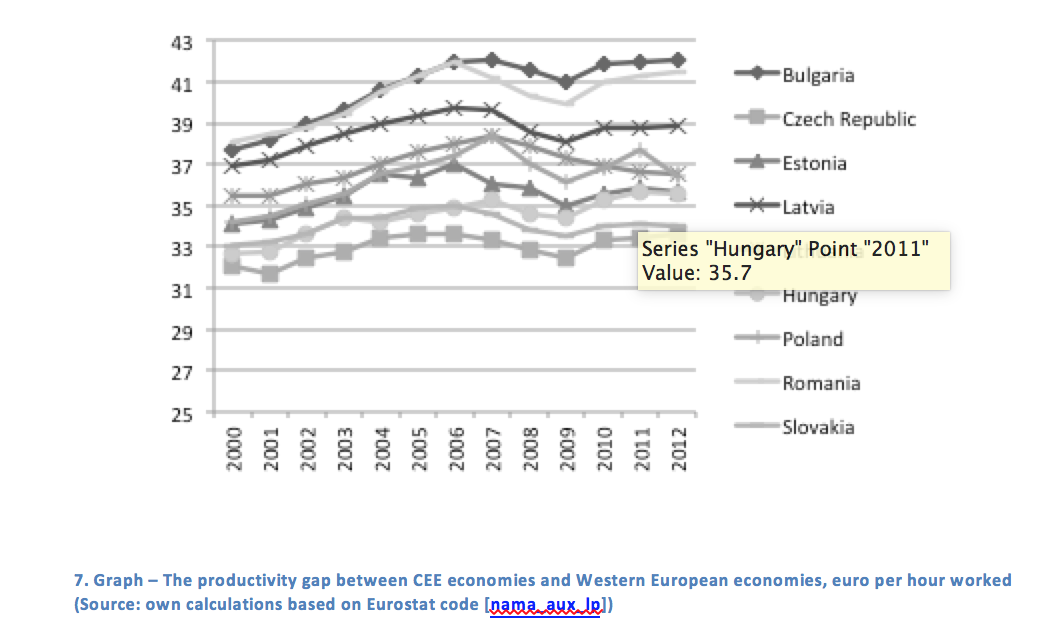 43
41
39
37
35
33
31
29
27
25
2000 2001 2002 2003 2004 2005 2006 2007 2008 2009 2010 2011 2012
Bulgaria
Czech Republic
Estonia
Latvia
Series "Hungary" Point "2011"
Value: 35.7
Hungary
Poland
Romania
Slovakia
7. Graph – The productivity gap between CEE economies and Western European economies, euro per hour worked
(Source: own calculations based on Eurostat code [nama_aux_lp])